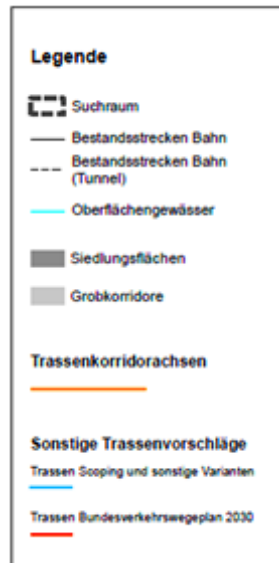 Legende
Suchraum
Bestandsstrecken Bahn
Bestandsstrecken Bahn
(Tunnel)
Oberflächengewässer
Siedlungsflächen
Grobkorridore
Trassenkorridorachsen
Sonstige Trassenvorschläge
Trassen Scoping und sonstige Varianten
Trassen Bundesverkehrswegeplan 2030